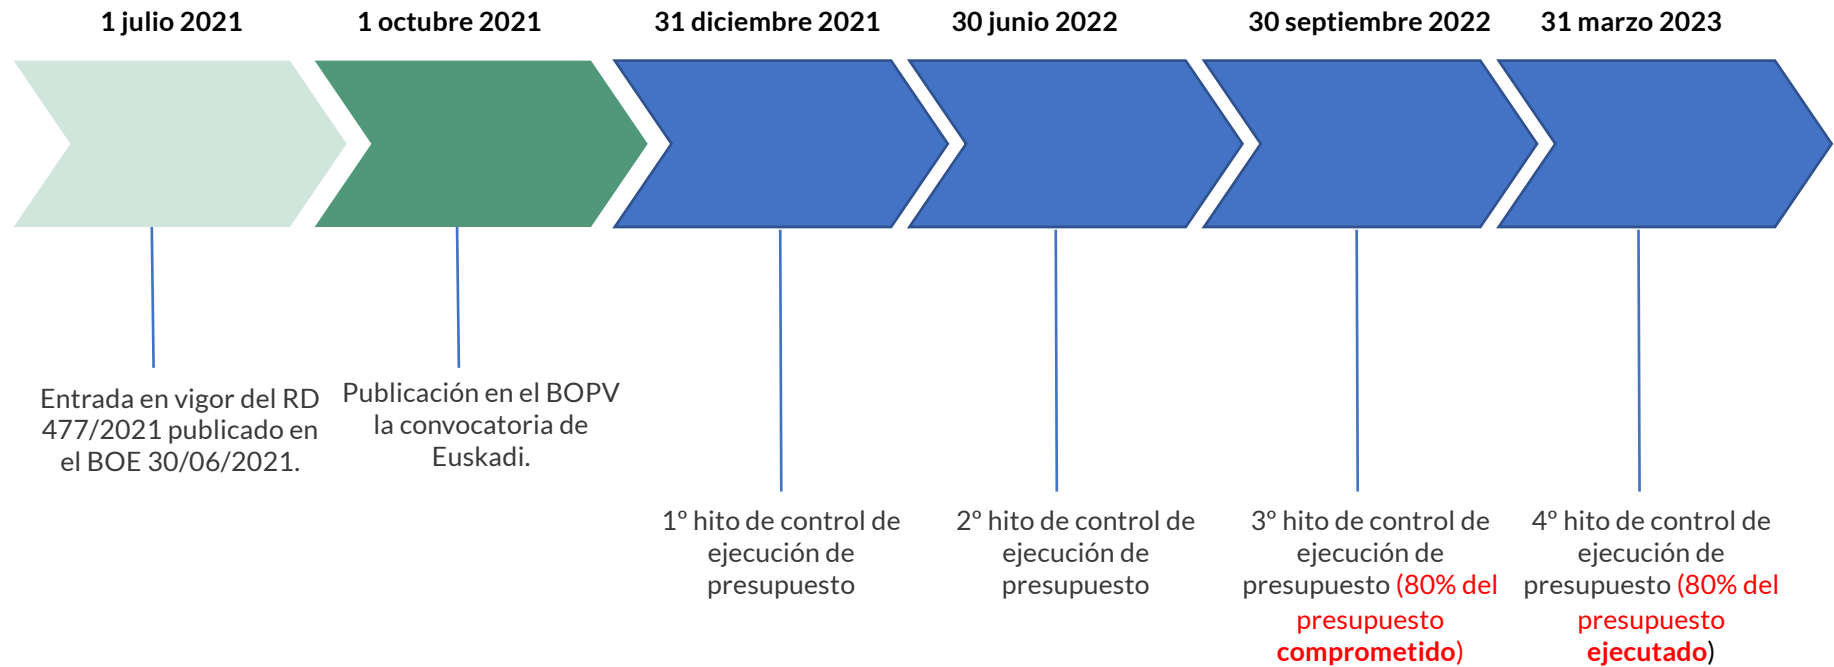 1 julio 2021
1 octubre 2021
31 diciembre 2021
30 junio 2022
30 septiembre 2022
31 marzo 2023
Entrada en vigor del RD
477/2021 publicado en
el BOE 30/06/2021.
Publicación en el BOPV
la convocatoria de
Euskadi.
1º hito de control de
ejecución de
presupuesto
2º hito de control de
ejecución de
presupuesto
3º hito de control de
ejecución de
presupuesto (80% del
presupuesto
comprometido)
4º hito de control de
ejecución de
presupuesto (80% del
presupuesto
ejecutado)